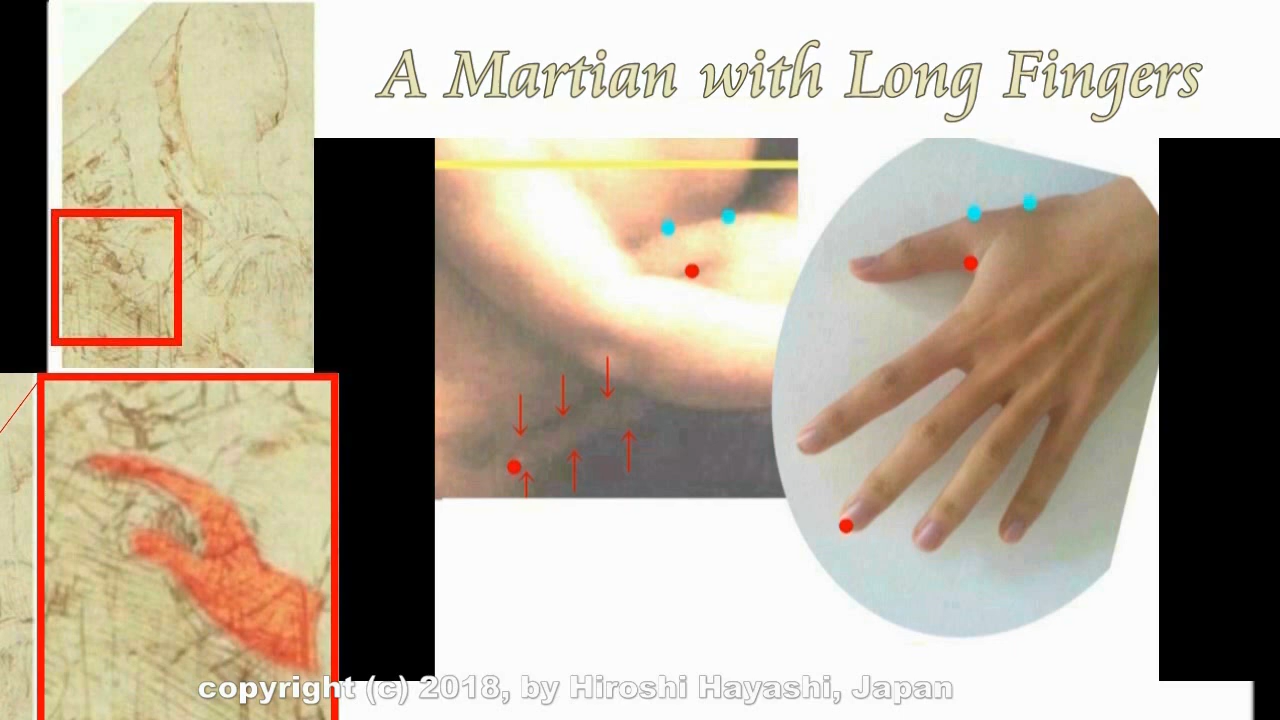 A Martian with Long Fingers
copyright (c) 2018, by Hiroshi Hayashi, Japan